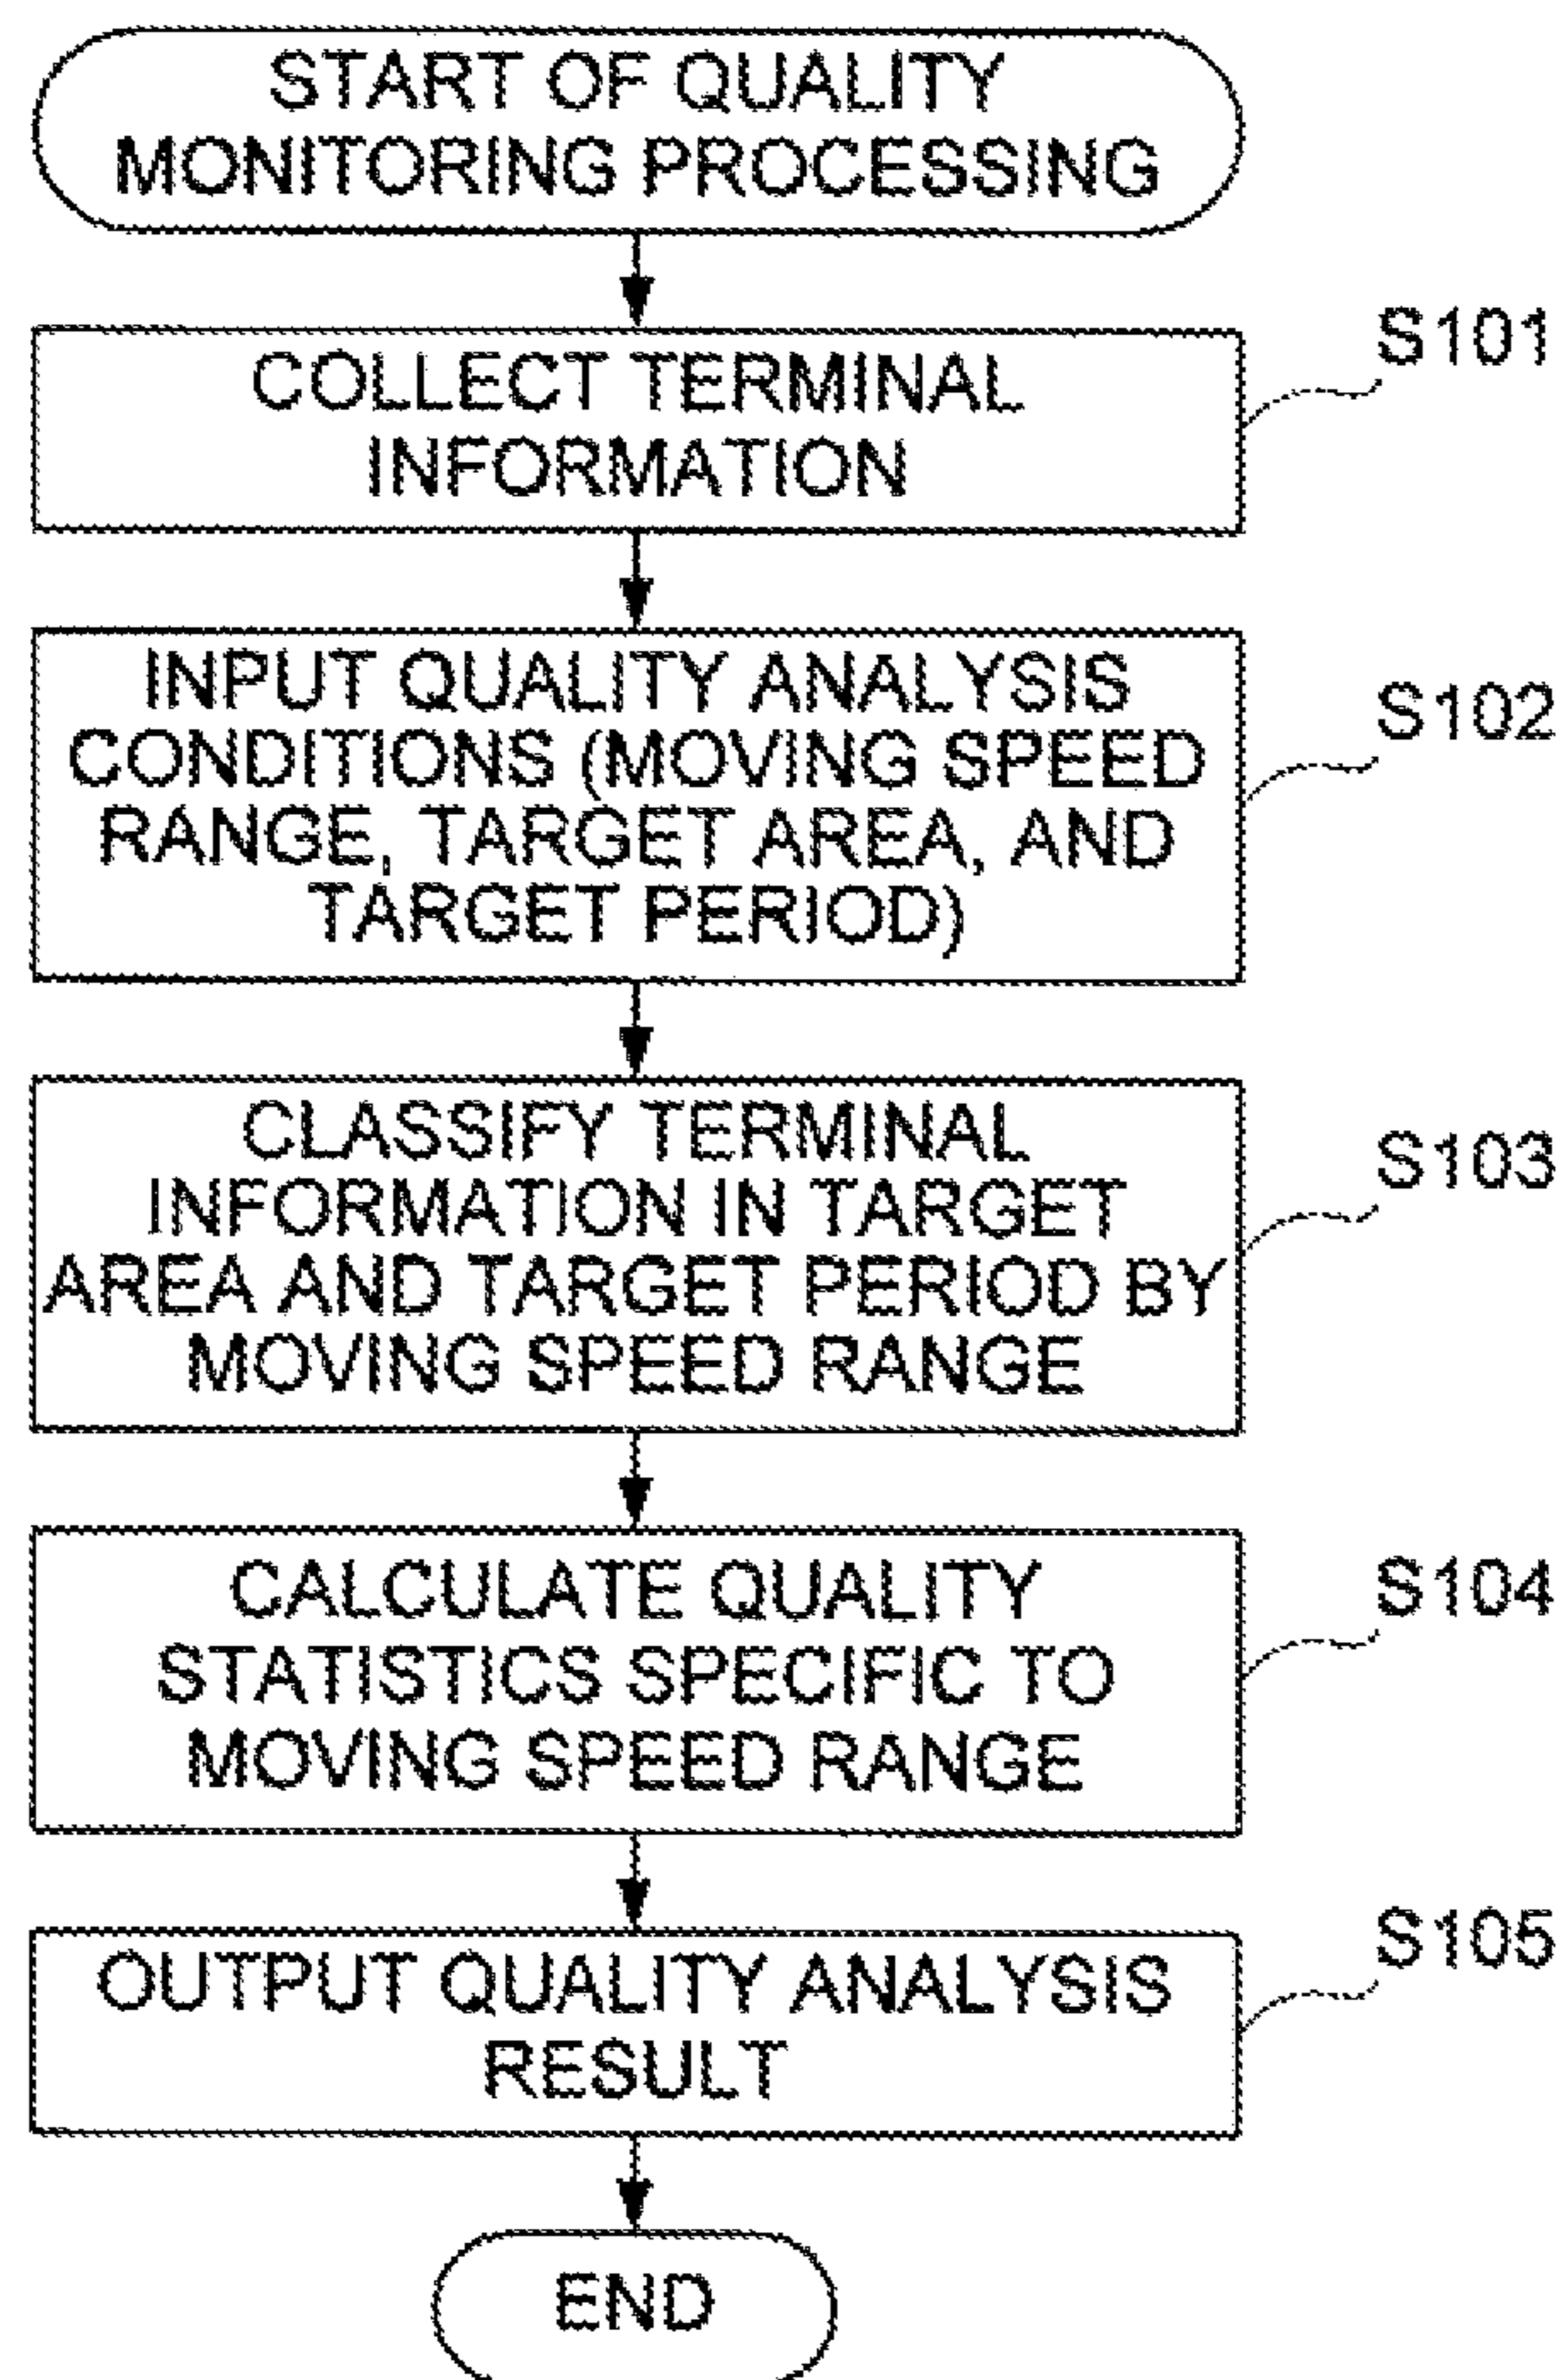 START OF QUALITY
MONITORING PROCESSING
S101
COLLECT TERMINAL
INFORMATION
S102
INPUT QUALITY ANALYSIS
CONDITIONS (MOVING SPEED
RANGE, TARGET AREA, AND
TARGET PERIOD)
S103
CLASSIFY TERMINAL
INFORMATION IN TARGET
AREA AND TARGET PERIOD BY
MOVING SPEED RANGE
S104
CALCULATE QUALITY
STATISTICS SPECIFIC TO
MOVING SPEED RANGE
S105
OUTPUT QUALITY ANALYSIS
RESULT
END